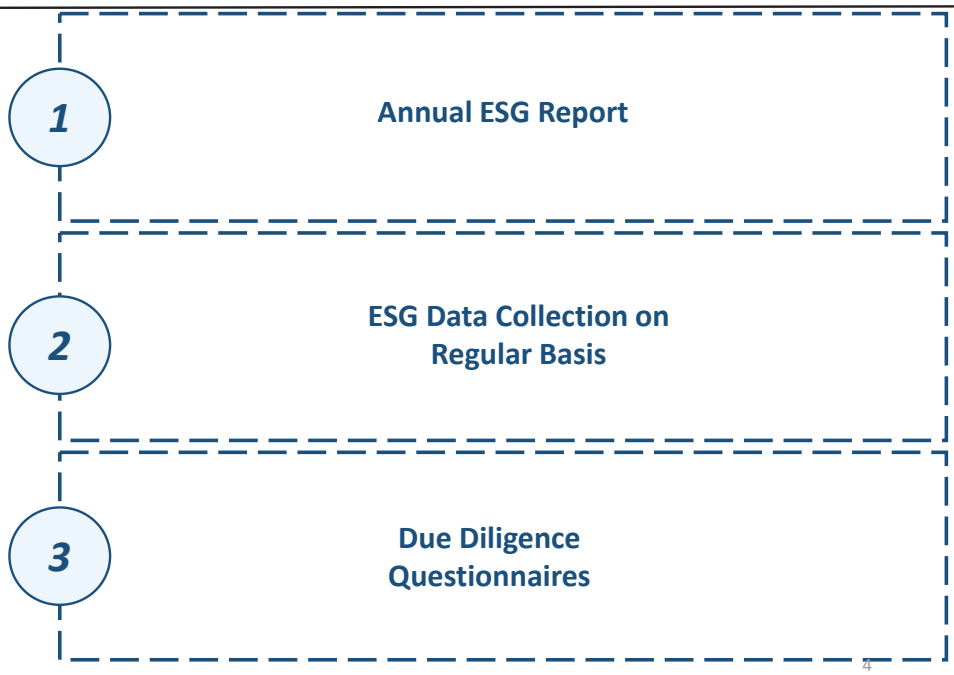 1
Annual ESG Report
2
ESG Data Collection on
Regular Basis
3
Due Diligence
Questionnaires
4